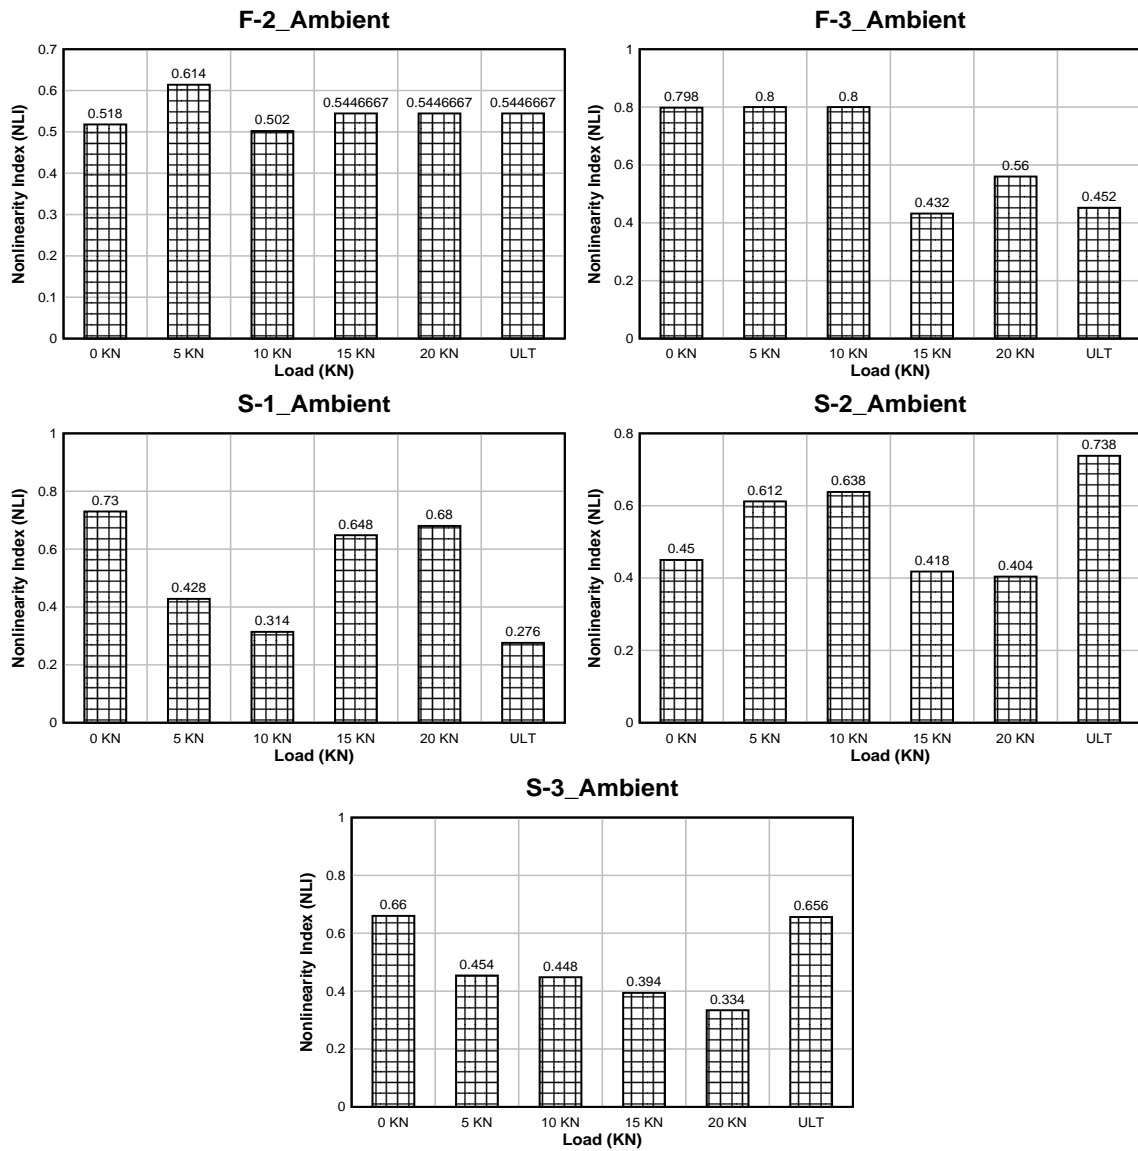 F-2_Ambient
Nonlinearity Index (NLI)
0.7
0.6
0.5
0.4
0.3
0.2
0.1
0
0.518
0.614
0.502
0.5446667
0.5446667
0.5446667
0 KN
5 KN
10 KN
15 KN
20 KN
ULT
Load (KN)
F-3_Ambient
Nonlinearity Index (NLI)
1
0.8
0.6
0.4
0.2
0
0.798
0.8
0.8
0.432
0.56
0.452
0 KN
5 KN
10 KN
15 KN
20 KN
ULT
Load (KN)
S-1_Ambient
Nonlinearity Index (NLI)
1
0.8
0.6
0.4
0.2
0
0.73
0.428
0.314
0.648
0.68
0.276
0 KN
5 KN
10 KN
15 KN
20 KN
ULT
Load (KN)
S-2_Ambient
Nonlinearity Index (NLI)
0.8
0.6
0.4
0.2
0
0.45
0.612
0.638
0.418
0.404
0.738
0 KN
5 KN
10 KN
15 KN
20 KN
ULT
Load (KN)
S-3_Ambient
Nonlinearity Index (NLI)
1
0.8
0.6
0.4
0.2
0
0.66
0.454
0.448
0.394
0.334
0.656
0 KN
5 KN
10 KN
15 KN
20 KN
ULT
Load (KN)